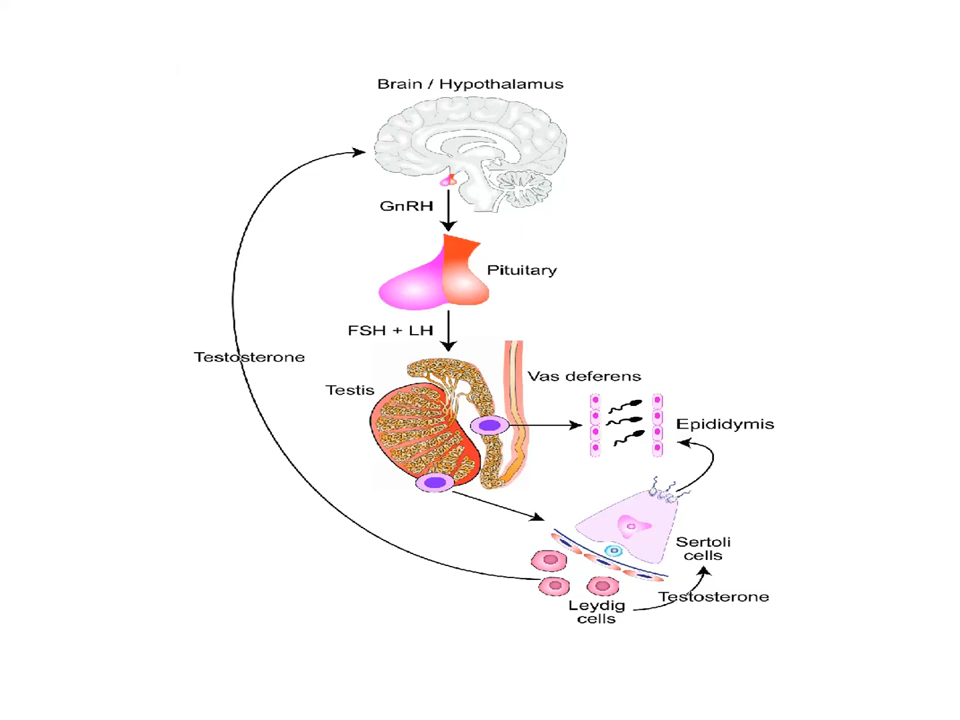 Brain / Hypothalamus
GnRH
Pituitary
FSH + LH
Testosterone
Testis
Vas deferens
Epididymis
Sertoli
cells
Testosterone
Leydig
cells